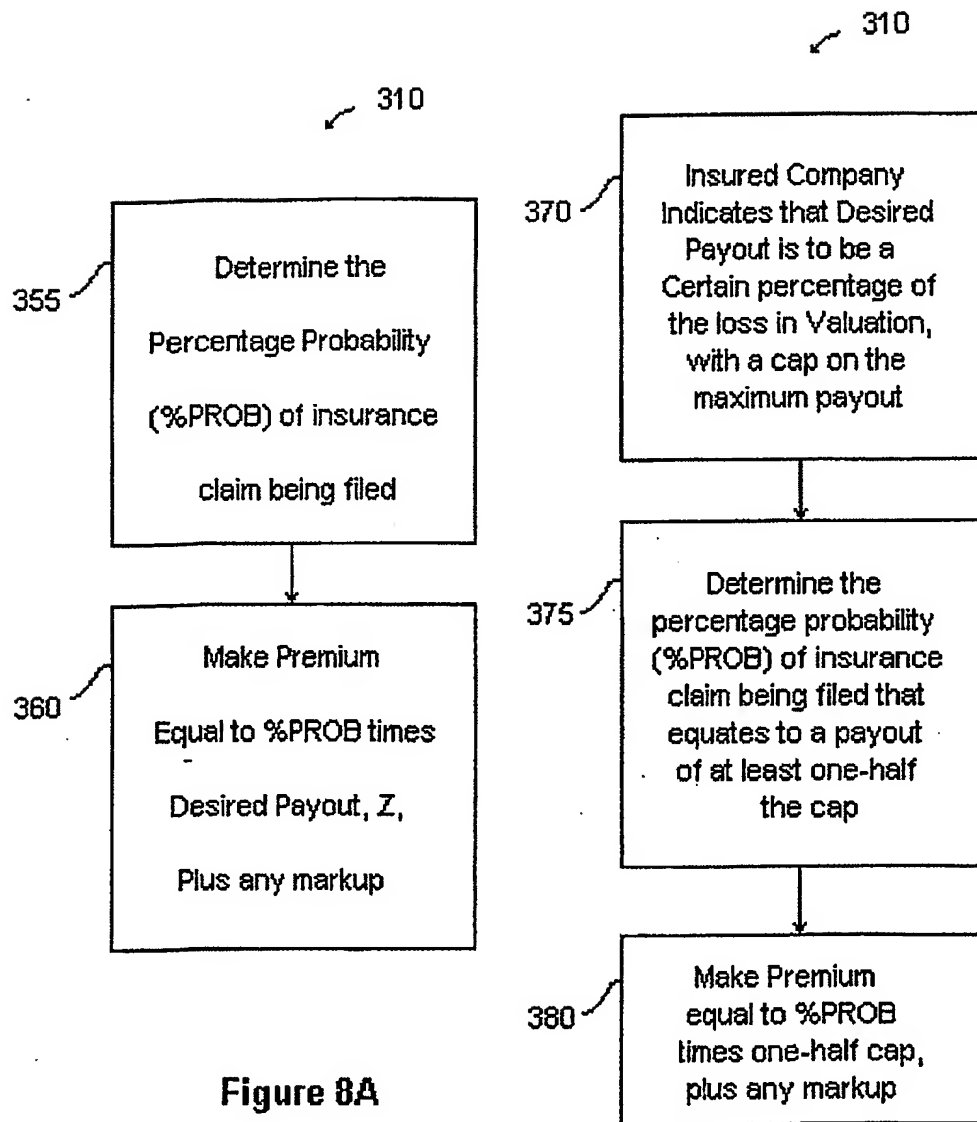 310
355
Determine the
Percentage Probability
(%PROB) of insurance
claim being filed
360
Make Premium
Equal to %PROB times
Desired Payout, Z,
Plus any markup
Figure 8A
310
370
Insured Company
Indicates that Desired
Payout is to be a
Certain percentage of
the loss in Valuation,
with a cap on the
maximum payout
375
Determine the
percentage probability
(%PROB) of insurance
claim being filed that
equates to a payout
of at least one-half
the cap
380
Make Premium
equal to %PROB
times one-half cap,
plus any markup